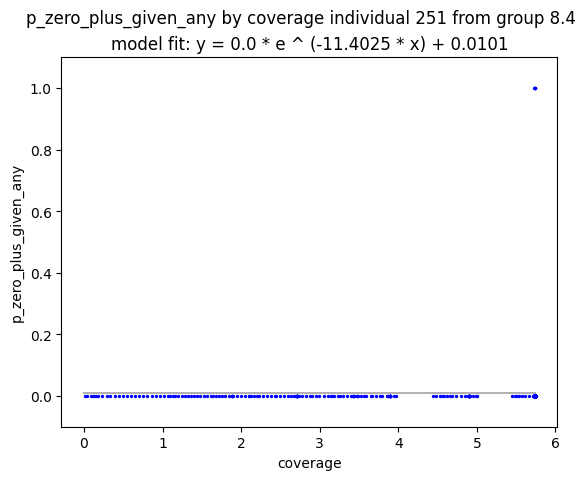 p_zero_plus_given_any by coverage individual 251 from group 8.4
model fit: y = 0.0 * e ^ (-11.4025 * x) + 0.0101
1.0
0.8
0.6
0.4
0.2
0.0
p_zero_plus_given_any
0 1 2 3 4 5 6
coverage